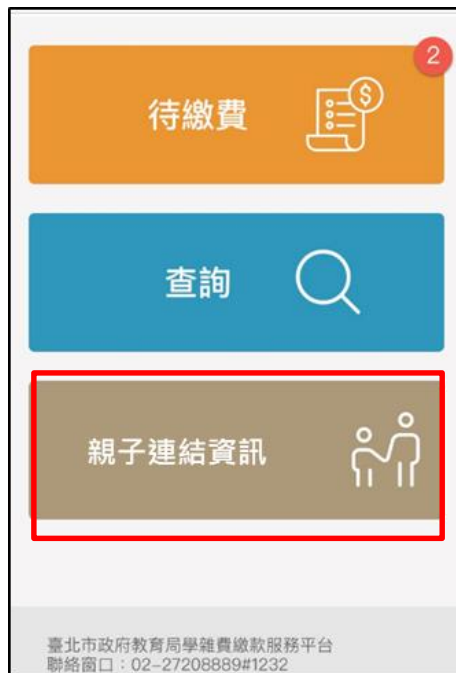 2
待繳費
查詢
親子連結資訊
臺北市政府教育局學雜費繳款服務平台
聯絡窗口：02-27208889#1232